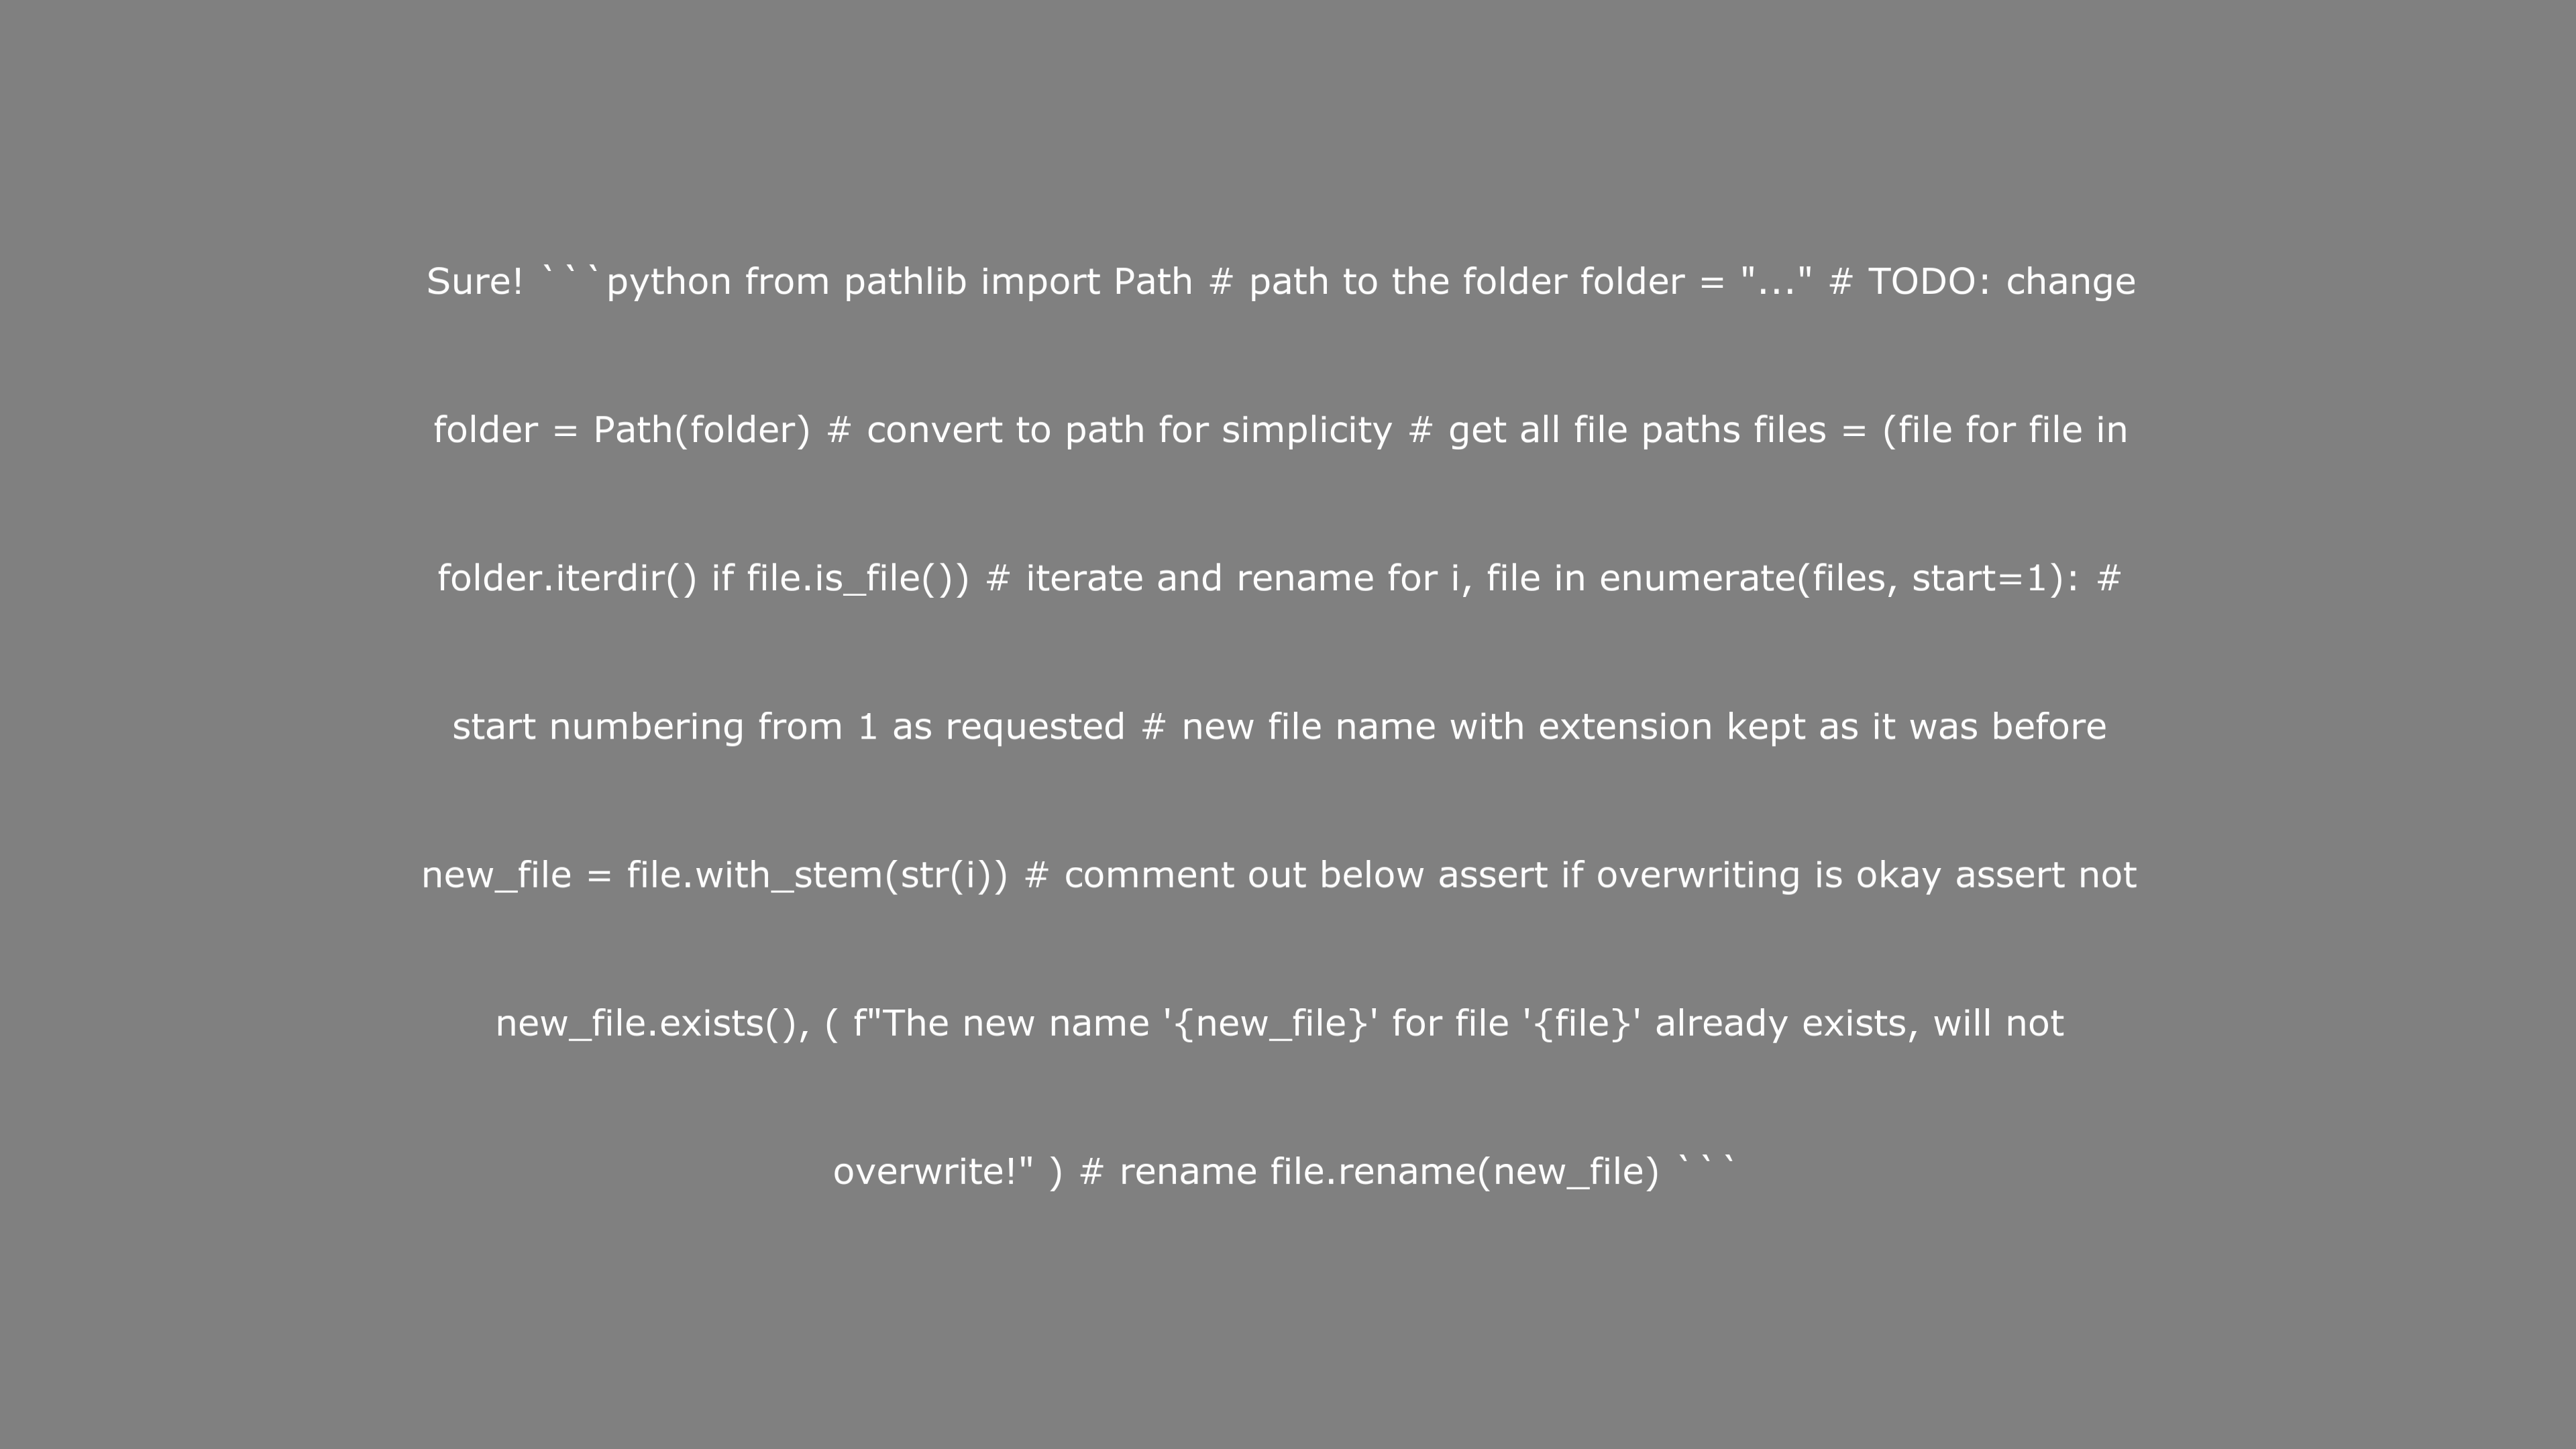 Sure! ```python from pathlib import Path # path to the folder folder = "..." # TODO: change
folder = Path(folder) # convert to path for simplicity # get all file paths files = (file for file in
folder.iterdir() if file.is_file()) # iterate and rename for i, file in enumerate(files, start=1): #
start numbering from 1 as requested # new file name with extension kept as it was before
new_file = file.with_stem(str(i)) # comment out below assert if overwriting is okay assert not
new_file.exists(), ( f"The new name '{new_file}' for file '{file}' already exists, will not
overwrite!" ) # rename file.rename(new_file) ```